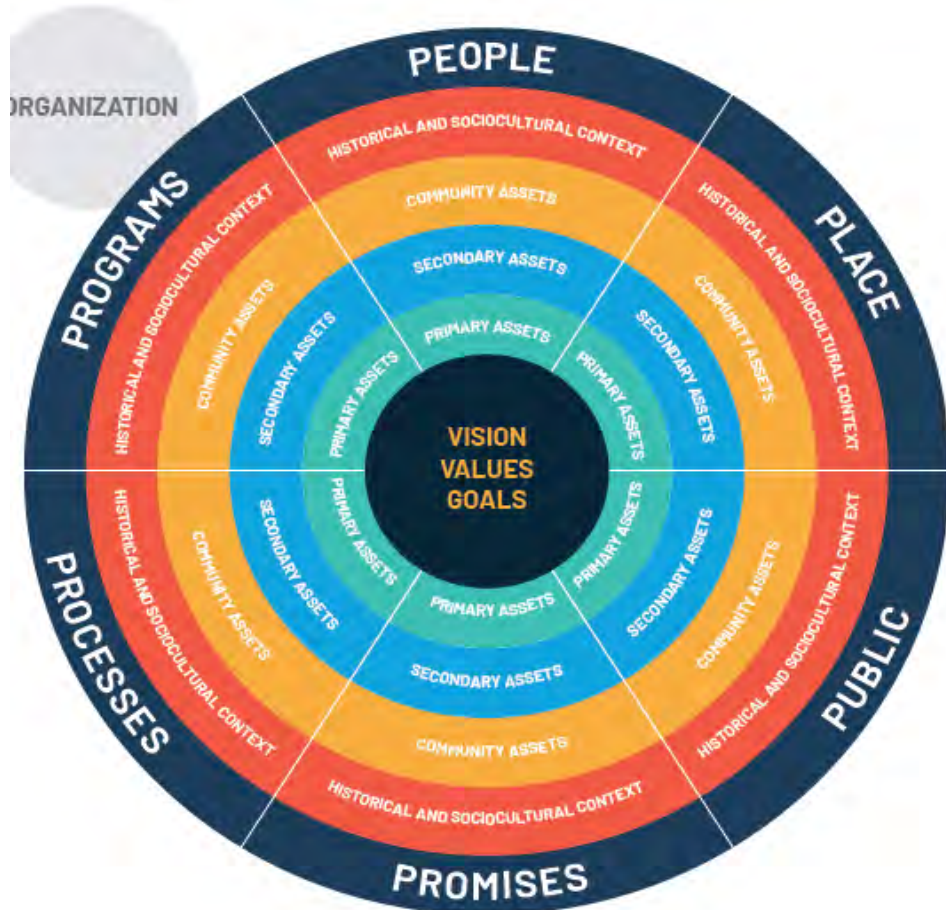 ORGANIZATION
PEOPLE
HISTORICAL AND SOCIOCULTURAL CONTEXT
COMMUNITY ASSETS
SECONDARY ASSETS
PRIMARY ASSETS
PLACE
HISTORICAL AND SOCIOCULTURAL CONTEXT
COMMUNITY ASSETS
SECONDARY ASSETS
PRIMARY ASSETS
PUBLIC
HISTORICAL AND SOCIOCULTURAL CONTEXT
COMMUNITY ASSETS
SECONDARY ASSETS
PRIMARY ASSETS
PROMISES
HISTORICAL AND SOCIOCULTURAL CONTEXT
COMMUNITY ASSETS
SECONDARY ASSETS
PRIMARY ASSETS
PROCESSES
HISTORICAL AND SOCIOCULTURAL CONTEXT
COMMUNITY ASSETS
SECONDARY ASSETS
PRIMARY ASSETS
PROGRAMS
HISTORICAL AND SOCIOCULTURAL CONTEXT
COMMUNITY ASSETS
SECONDARY ASSETS
PRIMARY ASSETS
VISION
VALUES
GOALS